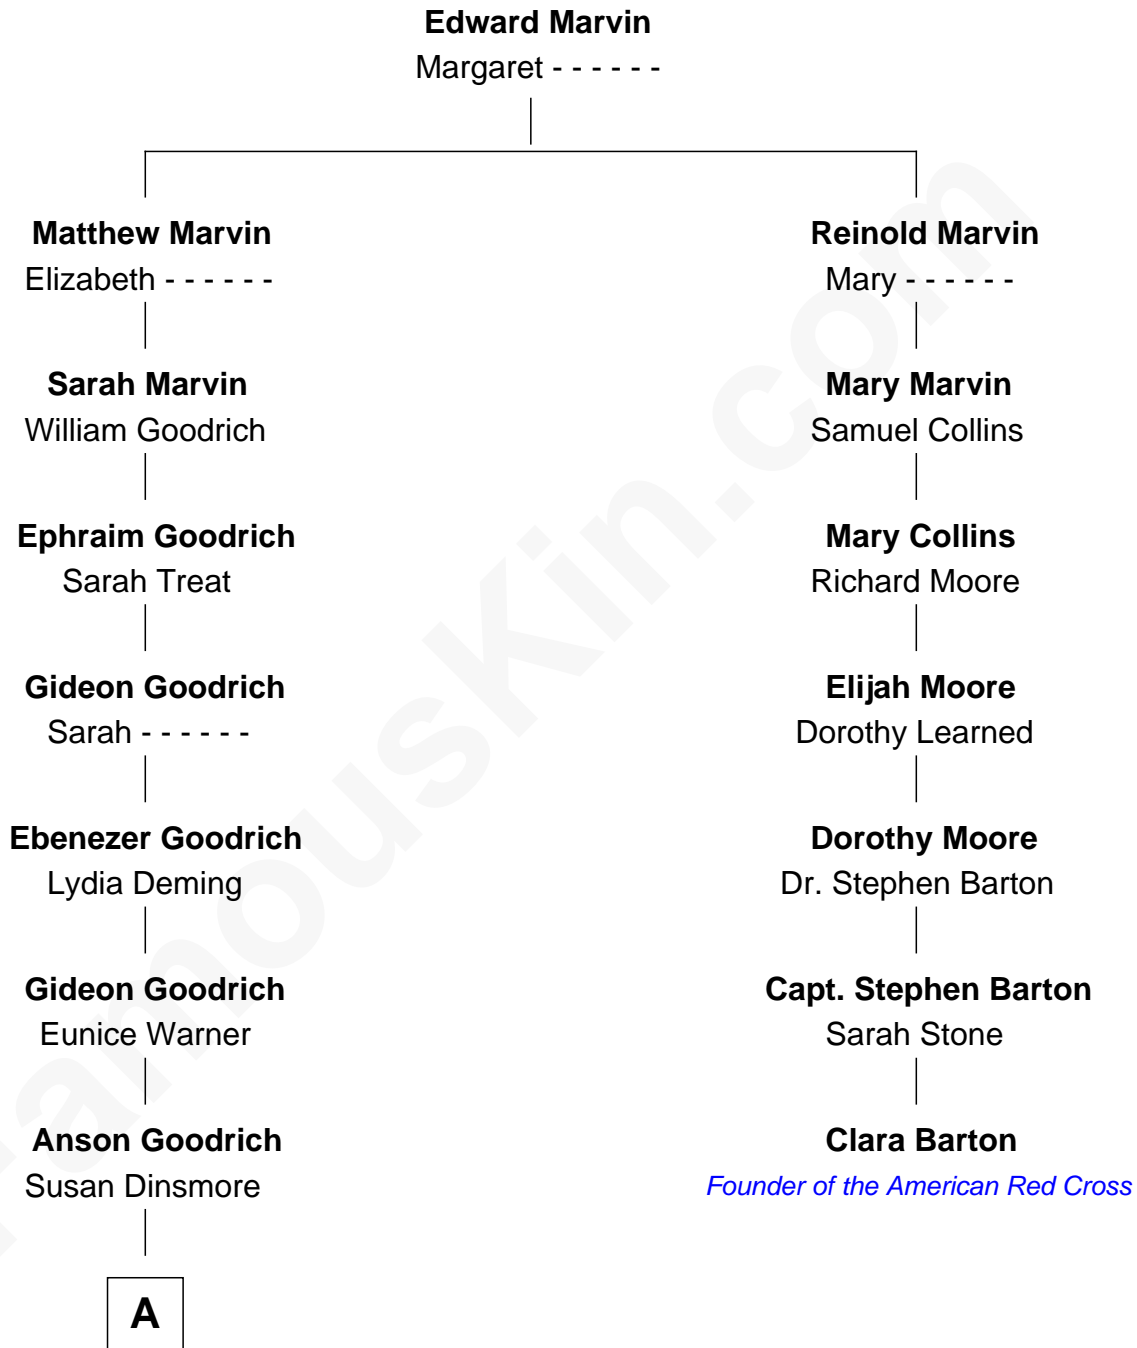 Edward Marvin
Margaret - - - - - -
Matthew Marvin
Elizabeth - - - - - -
Sarah Marvin
William Goodrich
Ephraim Goodrich
Sarah Treat
Gideon Goodrich
Sarah - - - - - -
Ebenezer Goodrich
Lydia Deming
Gideon Goodrich
Eunice Warner
Anson Goodrich
Susan Dinsmore
A
Reinold Marvin
Mary - - - - - -
Mary Marvin
Samuel Collins
Mary Collins
Richard Moore
Elijah Moore
Dorothy Learned
Dorothy Moore
Dr. Stephen Barton
Capt. Stephen Barton
Sarah Stone
Clara Barton
Founder of the American Red Cross
FamousKin.com